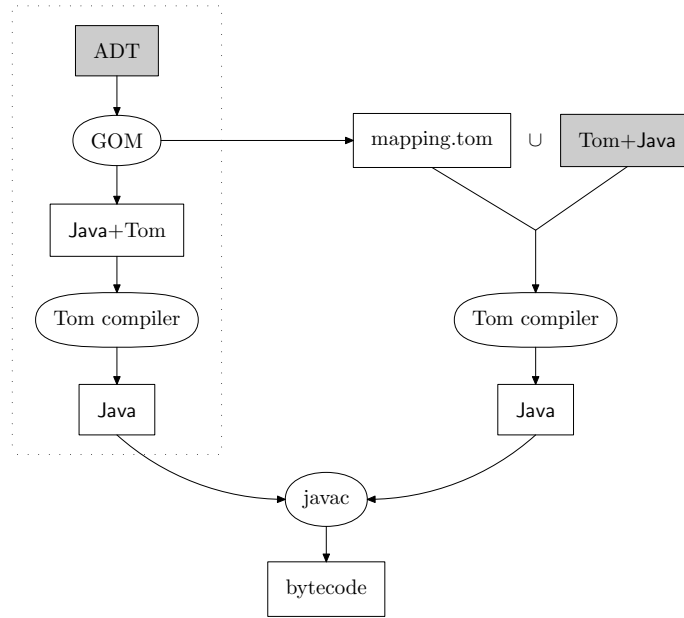 ADT
GOM
mapping.tom ∪ Tom+Java
Java+Tom
Tom compiler
Tom compiler
Java
Java
javac
bytecode